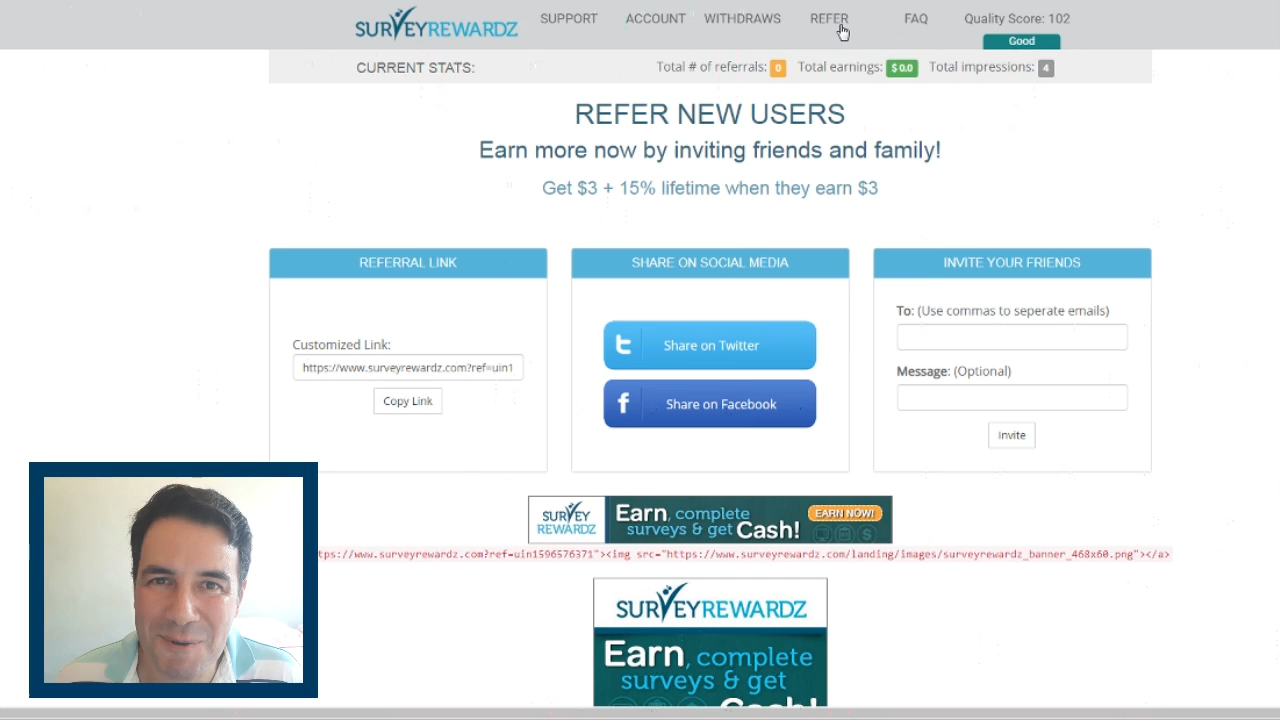 SURVEYREWARDZ
SUPPORT ACCOUNT WITHDRAWS REFER FAQ Quality Score: 102
Good
CURRENT STATS: Total # of referrals: 0 Total earnings: $ 0.0 Total impressions: 4
REFER NEW USERS
Earn more now by inviting friends and family!
Get $3 + 15% lifetime when they earn $3
REFERRAL LINK
Customized Link:
https://www.surveyrewardz.com?ref=uin1
Copy Link
SHARE ON SOCIAL MEDIA
Share on Twitter
Share on Facebook
INVITE YOUR FRIENDS
To: (Use commas to seperate emails)
Message: (Optional)
Invite
SURVEY
REWARDZ
Earn, complete
surveys & get Cash!
EARN NOW!
ttps://www.surveyrewardz.com?ref=uin1596576371"><img src="https://www.surveyrewardz.com/landing/images/surveyrewardz_banner_468x60.png"></a>
SURVEYREWARDZ
Earn, complete
surveys & get
Cash!